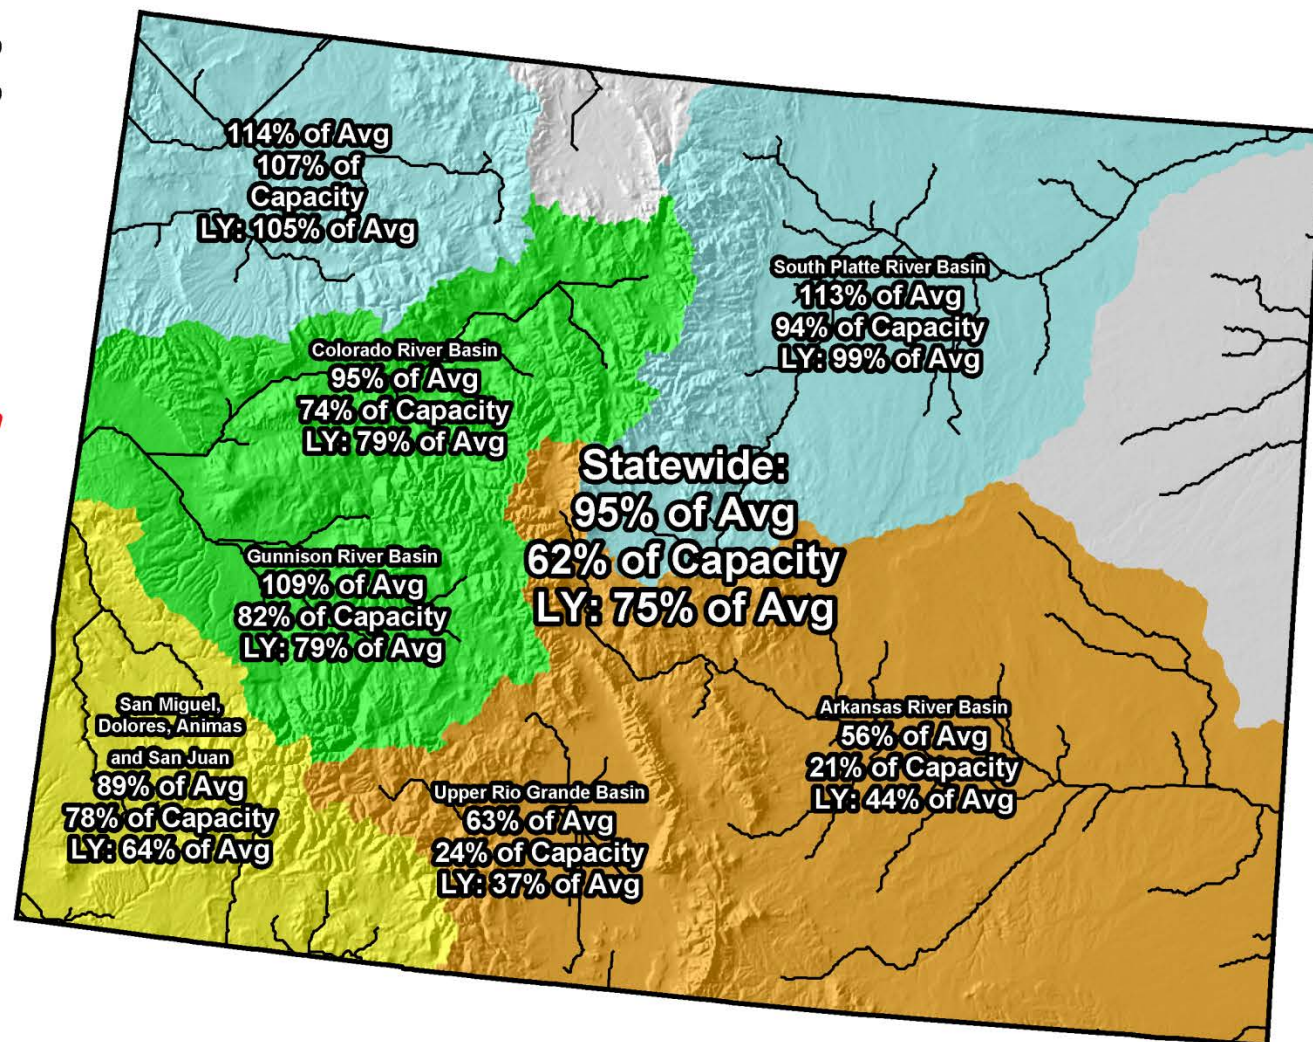 114% of Avg
107% of
Capacity
LY: 105% of Avg
South Platte River Basin
113% of Avg
94% of Capacity
LY: 99% of Avg
Colorado River Basin
95% of Avg
74% of Capacity
LY: 79% of Avg
Statewide:
95% of Avg
62% of Capacity
LY: 75% of Avg
Gunnison River Basin
109% of Avg
82% of Capacity
LY: 79% of Avg
San Miguel,
Dolores, Animas
and San Juan
89% of Avg
78% of Capacity
LY: 64% of Avg
Upper Rio Grande Basin
63% of Avg
24% of Capacity
LY: 37% of Avg
Arkansas River Basin
56% of Avg
21% of Capacity
LY: 44% of Avg